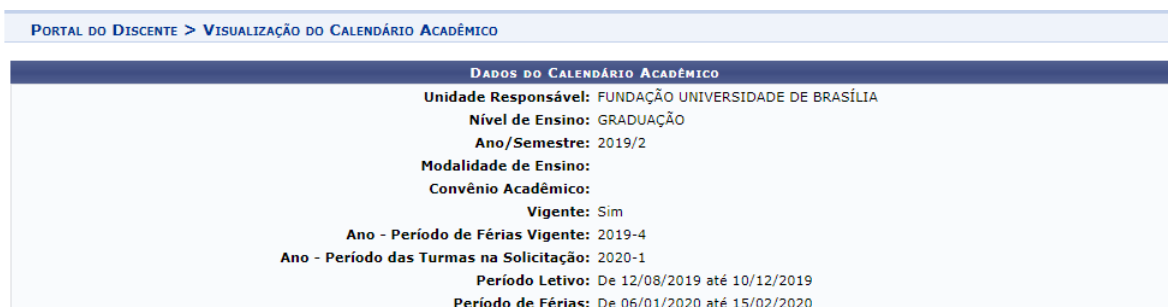 Portal do Discente > Visualização do Calendário Acadêmico
Dados do Calendário Acadêmico
Unidade Responsável: FUNDAÇÃO UNIVERSIDADE DE BRASÍLIA
Nível de Ensino: GRADUAÇÃO
Ano/Semestre: 2019/2
Modalidade de Ensino:
Convênio Acadêmico:
Vigente: Sim
Ano - Período de Férias Vigente: 2019-4
Ano - Período das Turmas na Solicitação: 2020-1
Período Letivo: De 12/08/2019 até 10/12/2019
Período de Férias: De 06/01/2020 até 15/02/2020